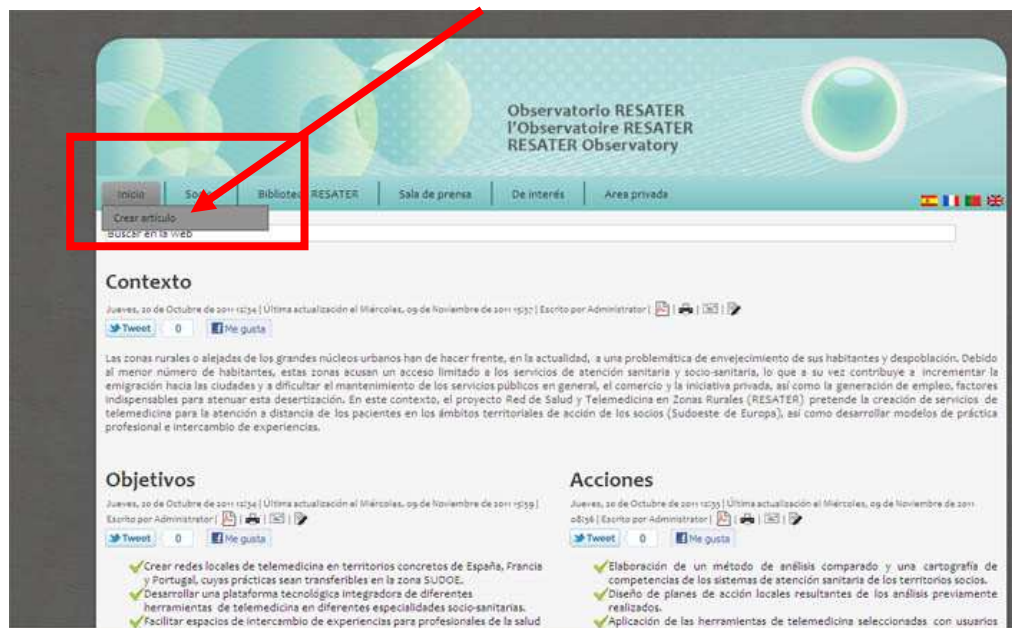 Observatorio RESATER
l'Observatoire RESATER
RESATER Observatory
Inicio
Biblioteca RESATER
Sala de prensa
De interés
Area privada
Crear artículo
Buscar en la web
Contexto
Jueves, 20 de Octubre de 2011 12:34 | Última actualización el Miércoles, 09 de Noviembre de 2011 15:37 | Escrito por Administrator |
Tweet 0 Me gusta
Las zonas rurales o alejadas de los grandes núcleos urbanos han de hacer frente, en la actualidad, a una problemática de envejecimiento de sus habitantes y despoblación. Debido
al menor número de habitantes, estas zonas acusan un acceso limitado a los servicios de atención sanitaria y socio-sanitaria, lo que a su vez contribuye a incrementar la
emigración hacia las ciudades y a dificultar el mantenimiento de los servicios públicos en general, el comercio y la iniciativa privada, así como la generación de empleo, factores
indispensables para atenuar esta desertización. En este contexto, el proyecto Red de Salud y Telemedicina en Zonas Rurales (RESATER) pretende la creación de servicios de
telemedicina para la atención a distancia de los pacientes en los ámbitos territoriales de acción de los socios (Sudoeste de Europa), así como desarrollar modelos de práctica
profesional e intercambio de experiencias.
Objetivos
Jueves, 20 de Octubre de 2011 12:34 | Última actualización el Miércoles, 09 de Noviembre de 2011 15:39 |
Escrito por Administrator |
Tweet 0 Me gusta
Crear redes locales de telemedicina en territorios concretos de España, Francia
y Portugal, cuyas prácticas sean transferibles en la zona SUDOE.
Desarrollar una plataforma tecnológica integradora de diferentes
herramientas de telemedicina en diferentes especialidades socio-sanitarias.
Facilitar espacios de intercambio de experiencias para profesionales de la salud
Acciones
Jueves, 20 de Octubre de 2011 12:35 | Última actualización el Miércoles, 09 de Noviembre de 2011
08:56 | Escrito por Administrator |
Tweet 0 Me gusta
Elaboración de un método de análisis comparado y una cartografía de
competencias de los sistemas de atención sanitaria de los territorios socios.
Diseño de planes de acción locales resultantes de los análisis previamente
realizados.
Aplicación de las herramientas de telemedicina seleccionadas con usuarios